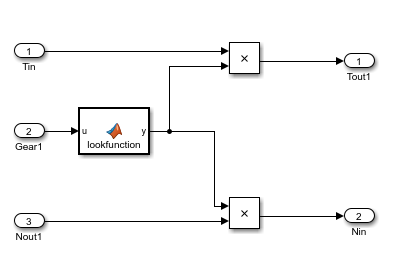 1
Tin
×
1
Tout1
2
Gear1
u
y
lookfunction
3
Nout1
×
2
Nin